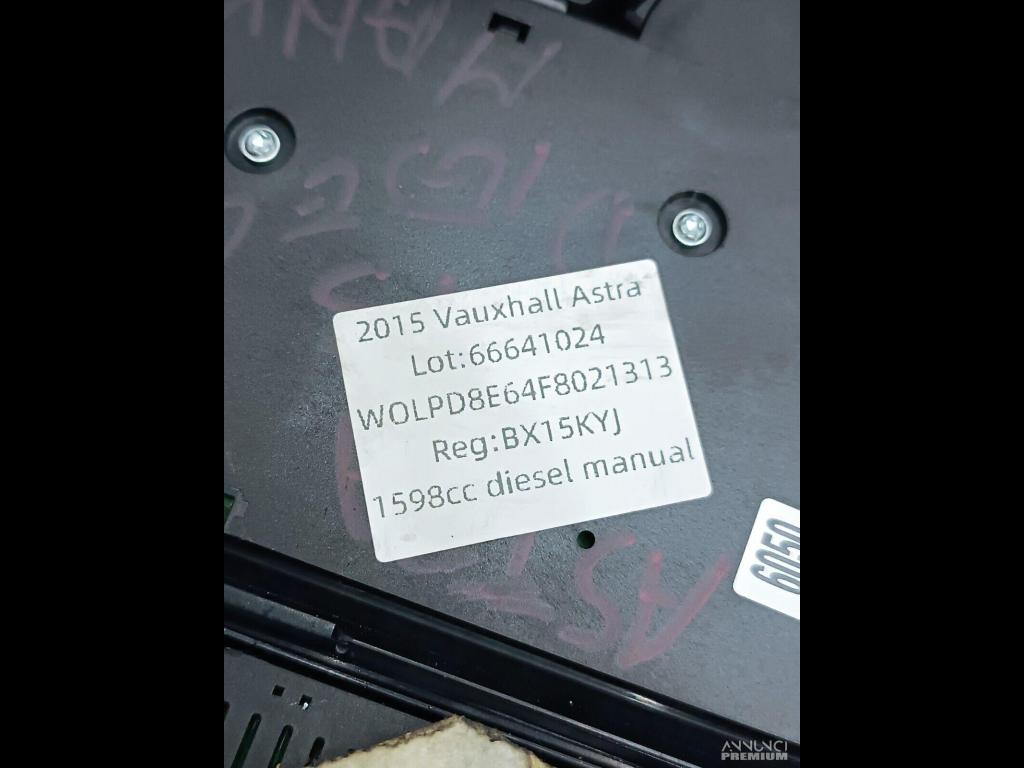 2015 Vauxhall Astra
Lot:66641024
WOLPD8E64F8021313
Reg:BX15KYJ
1598cc diesel manual
6050
ANNUNCI
PREMIUM